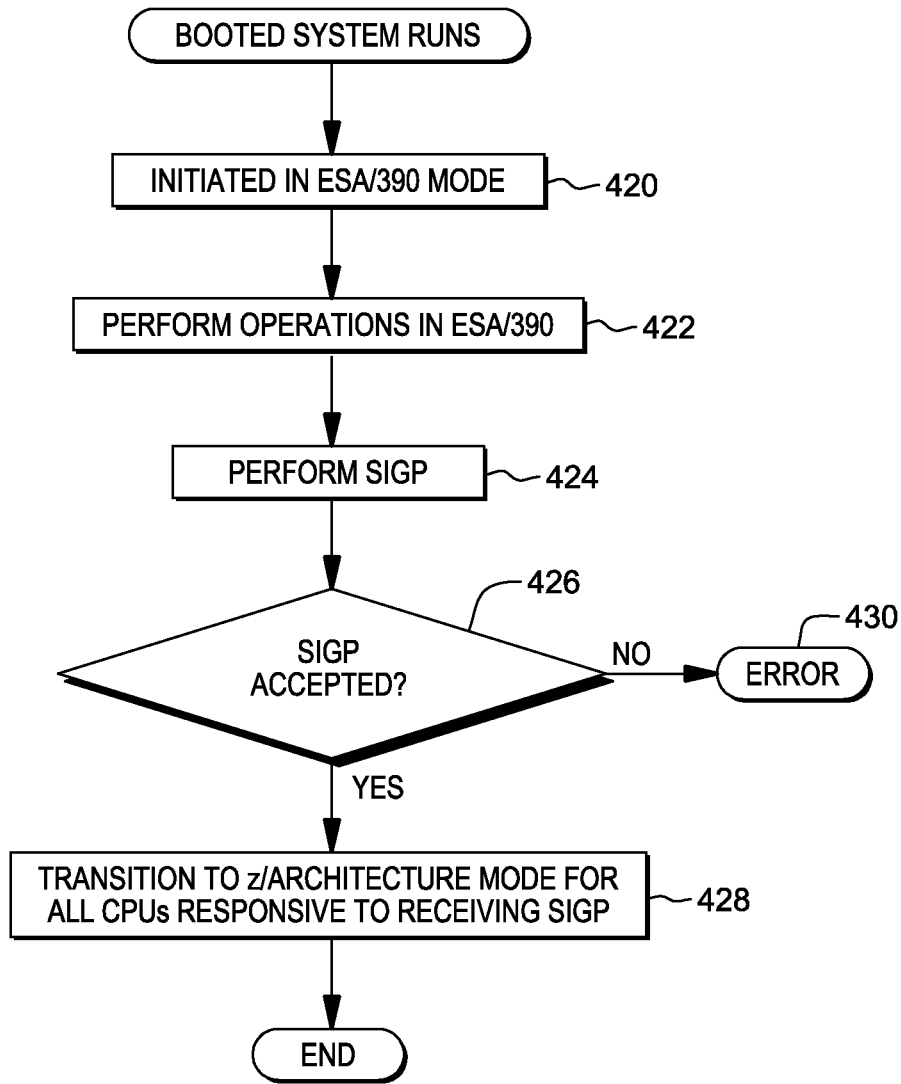 BOOTED SYSTEM RUNS
INITIATED IN ESA/390 MODE
420
PERFORM OPERATIONS IN ESA/390
422
PERFORM SIGP
424
426
SIGP
ACCEPTED?
NO
430
ERROR
YES
TRANSITION TO z/ARCHITECTURE MODE FOR
ALL CPUs RESPONSIVE TO RECEIVING SIGP
428
END